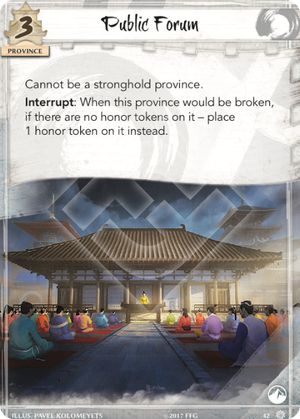 Public Forum
3
PROVINCE
Cannot be a stronghold province.
Interrupt: When this province would be broken,
if there are no honor tokens on it – place
1 honor token on it instead.
ILLUS. PAVEL KOLOMEYETS
© 2017 FFG
12